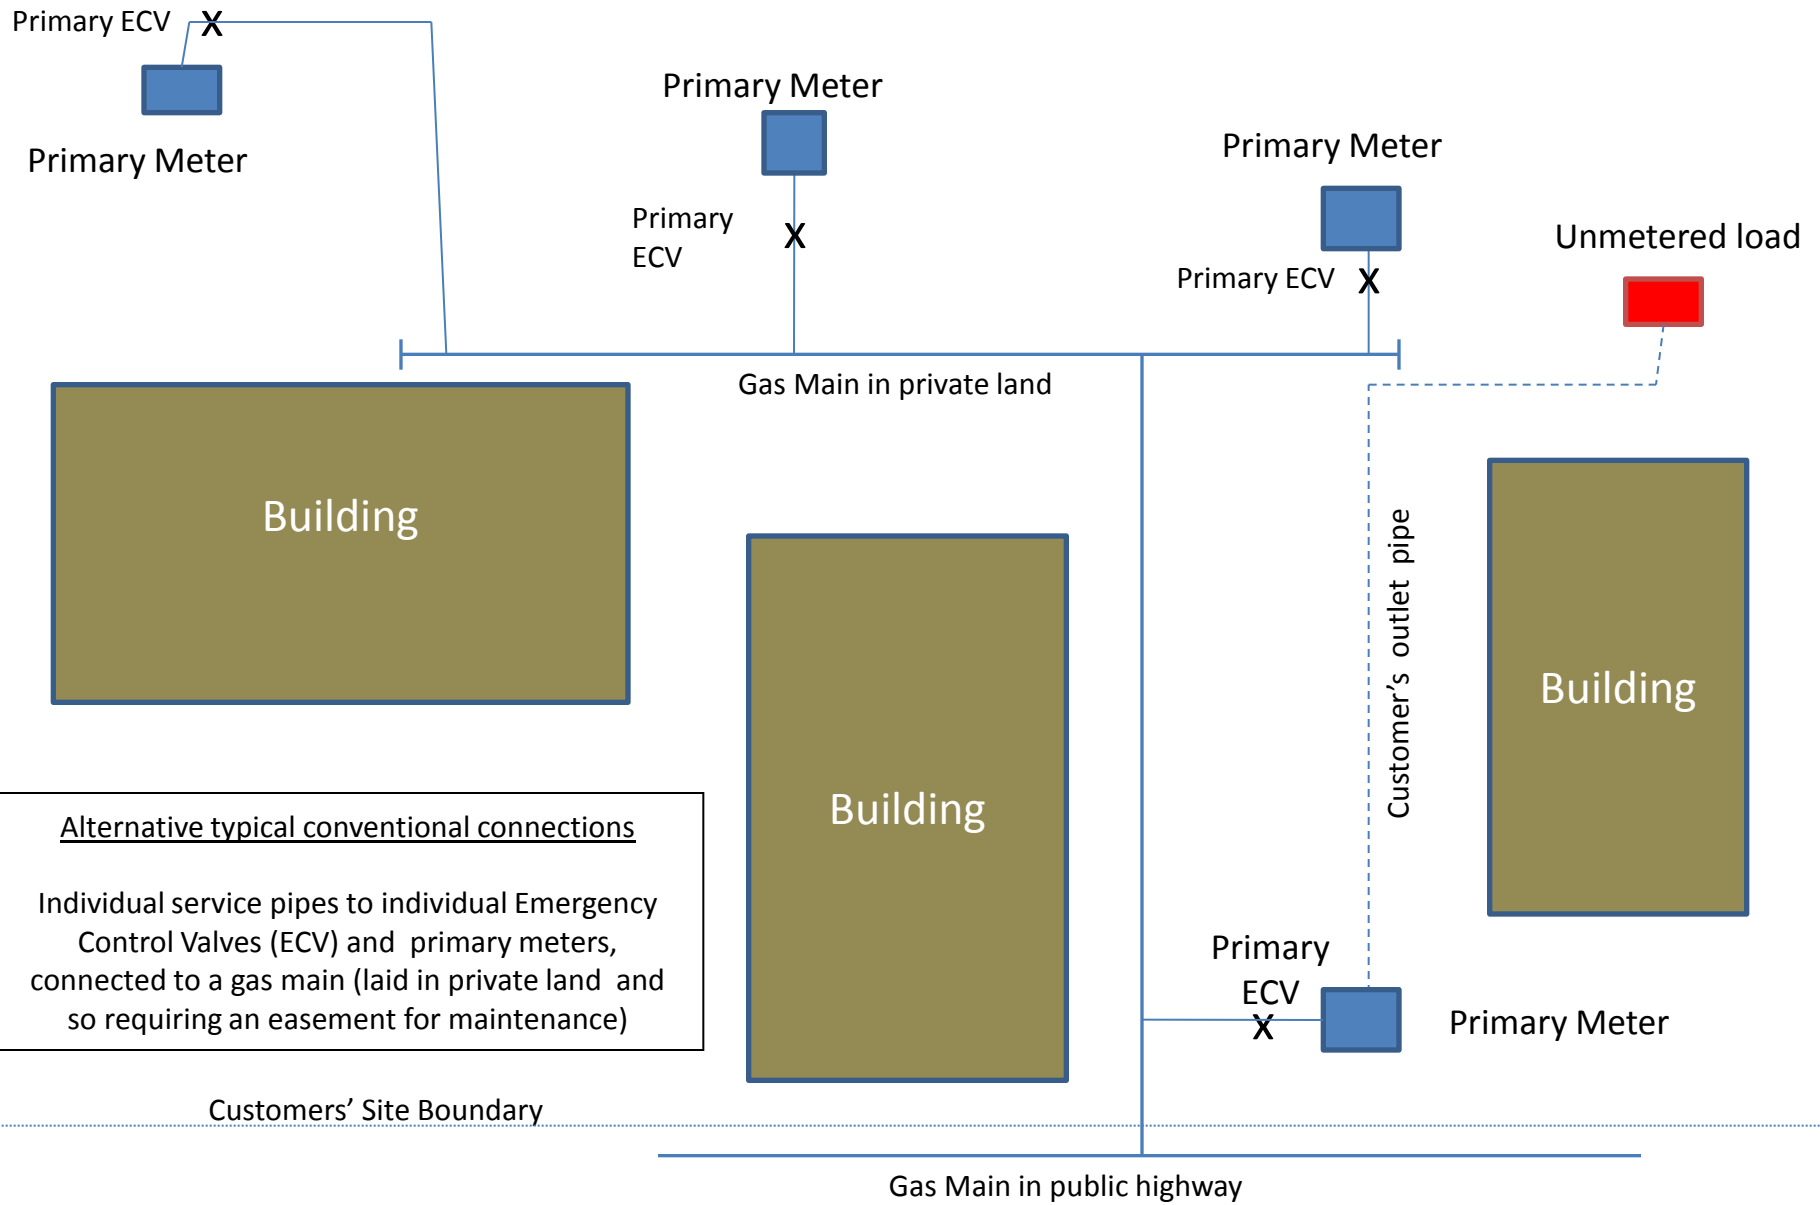 Primary ECV
X
Primary Meter
Primary Meter
Primary
ECV
X
Primary Meter
Primary ECV
X
Unmetered load
Gas Main in private land
Building
Building
Building
Customer’s outlet pipe
Alternative typical conventional connections
Individual service pipes to individual Emergency
Control Valves (ECV) and primary meters,
connected to a gas main (laid in private land and
so requiring an easement for maintenance)
Primary
ECV
X
Primary Meter
Customers’ Site Boundary
Gas Main in public highway